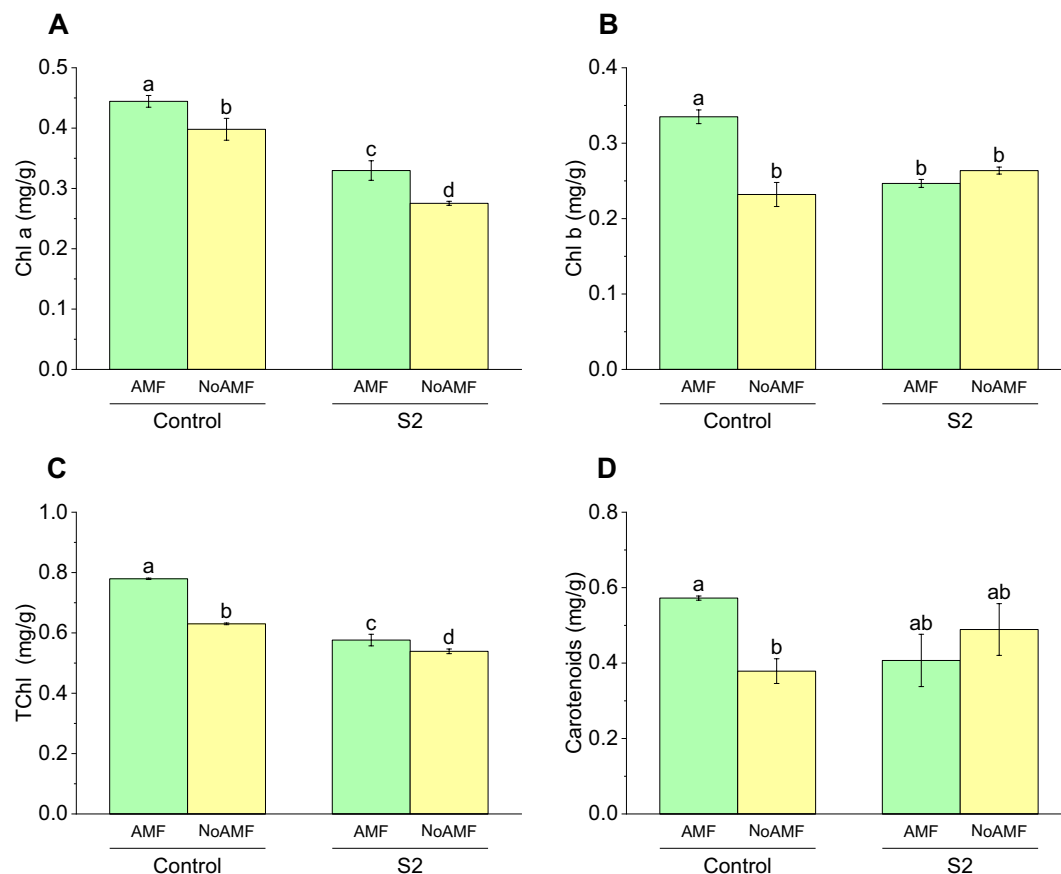 A
Chl a (mg/g)
0.5
0.4
0.3
0.2
0.1
0.0
a
b
c
d
AMF NoAMF AMF NoAMF
Control S2
B
Chl b (mg/g)
0.4
0.3
0.2
0.1
0.0
a
b
b
b
AMF NoAMF AMF NoAMF
Control S2
C
TChl (mg/g)
1.0
0.8
0.6
0.4
0.2
0.0
a
b
c
d
AMF NoAMF AMF NoAMF
Control S2
D
Carotenoids (mg/g)
0.8
0.6
0.4
0.2
0.0
a
b
ab
ab
AMF NoAMF AMF NoAMF
Control S2